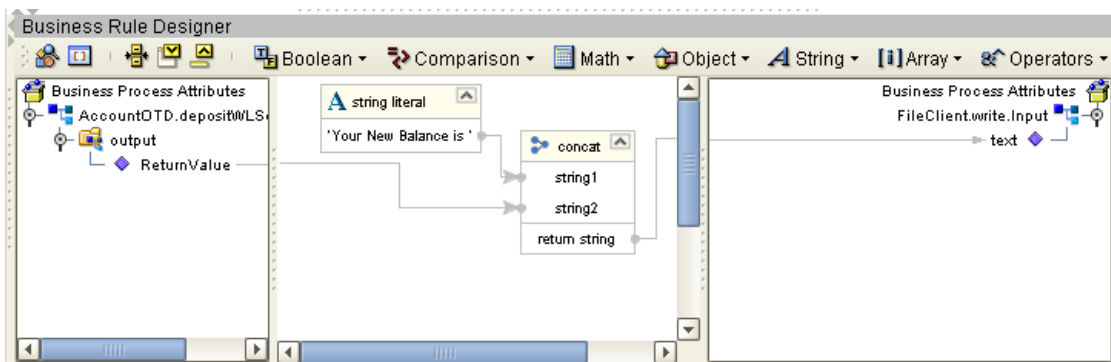 Business Rule Designer
Boolean Comparison Math Object A String [i] Array Operators
Business Process Attributes
AccountOTD.depositWLS
output
ReturnValue
A string literal
'Your New Balance is '
concat
string1
string2
return string
Business Process Attributes
FileClient.write.Input
text